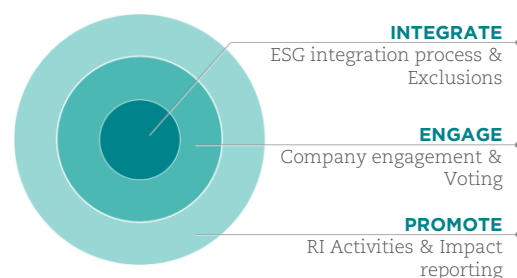 INTEGRATE
ESG integration process &
Exclusions
ENGAGE
Company engagement &
Voting
PROMOTE
RI Activities & Impact
reporting